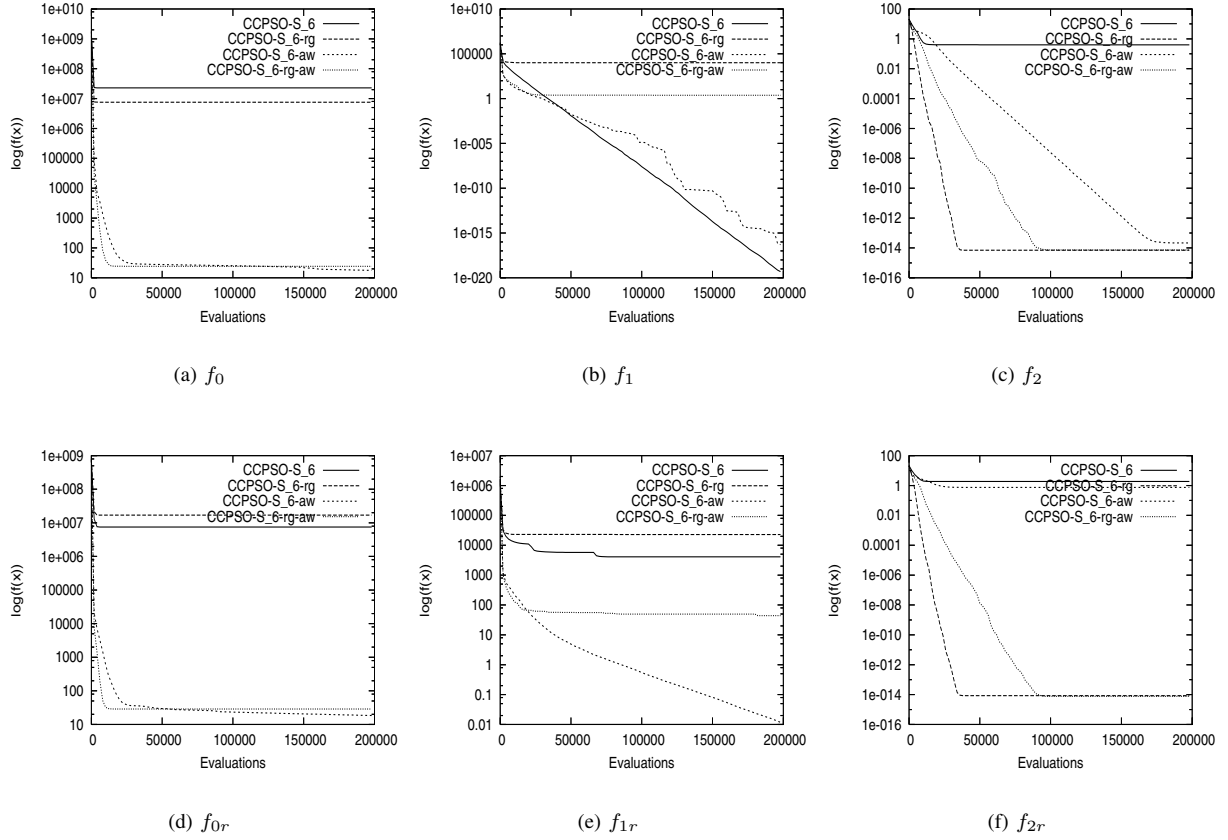 1e+010
1e+009
1e+008
1e+007
1e+006
100000
10000
1000
100
10
log(f(x))
CCPSO-S_6
CCPSO-S_6-rg
CCPSO-S_6-aw
CCPSO-S_6-rg-aw
0 50000 100000 150000 200000
Evaluations
(a) f0
1e+010
100000
1
1e-005
1e-010
1e-015
1e-020
log(f(x))
CCPSO-S_6
CCPSO-S_6-rg
CCPSO-S_6-aw
CCPSO-S_6-rg-aw
0 50000 100000 150000 200000
Evaluations
(b) f1
100
1
0.01
0.0001
1e-006
1e-008
1e-010
1e-012
1e-014
1e-016
log(f(x))
CCPSO-S_6
CCPSO-S_6-rg
CCPSO-S_6-aw
CCPSO-S_6-rg-aw
0 50000 100000 150000 200000
Evaluations
(c) f2
1e+009
1e+008
1e+007
1e+006
100000
10000
1000
100
10
log(f(x))
CCPSO-S_6
CCPSO-S_6-rg
CCPSO-S_6-aw
CCPSO-S_6-rg-aw
0 50000 100000 150000 200000
Evaluations
(d) f0r
1e+007
1e+006
100000
10000
1000
100
10
1
0.1
0.01
log(f(x))
CCPSO-S_6
CCPSO-S_6-rg
CCPSO-S_6-aw
CCPSO-S_6-rg-aw
0 50000 100000 150000 200000
Evaluations
(e) f1r
100
1
0.01
0.0001
1e-006
1e-008
1e-010
1e-012
1e-014
1e-016
log(f(x))
CCPSO-S_6
CCPSO-S_6-rg
CCPSO-S_6-aw
CCPSO-S_6-rg-aw
0 50000 100000 150000 200000
Evaluations
(f) f2r